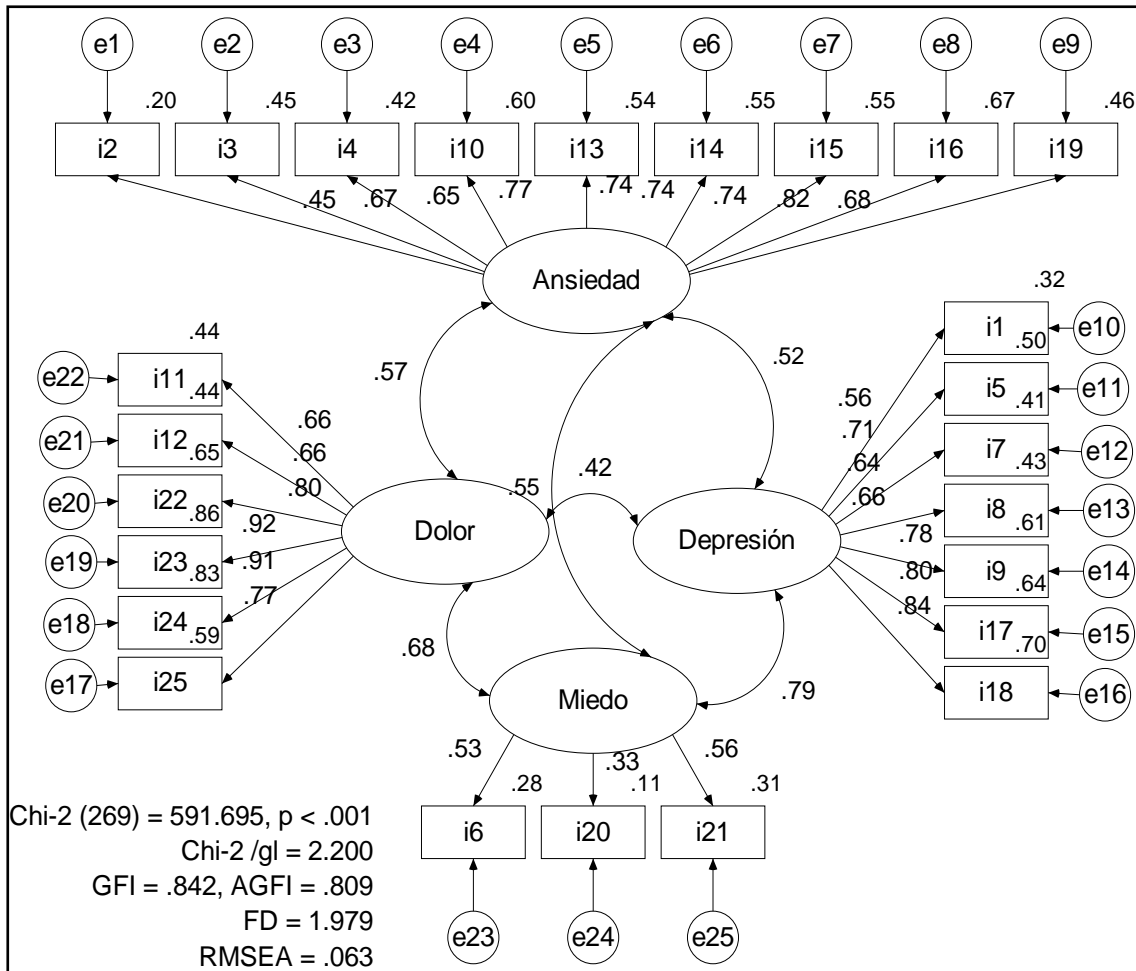 e1 e2 e3 e4 e5 e6 e7 e8 e9
.20 .45 .42 .60 .54 .55 .55 .67 .46
i2 i3 i4 i10 i13 i14 i15 i16 i19
.45 .67 .65 .77 .74 .74 .74 .82 .68
Ansiedad
.32
i1 e10
.50
.44
.57 .52
e22 i11
.44
i5 e11
.41
.56
.66
.71
e21 i12
.65
i7 e12
.43
.66
.64
.42
.55
.80
.66
e20 i22
.86
i8 e13
.61
.92
Dolor Depresión
.78
e19 i23
.83
i9 e14
.64
.91
.80
.77
.84
e18 i24
.59
i17 e15
.70
.68
e17 i25
.79
i18 e16
Miedo
.53 .33 .56
.28 .11 .31
i6 i20 i21
e23 e24 e25
Chi-2 (269) = 591.695, p < .001
Chi-2 /gl = 2.200
GFI = .842, AGFI = .809
FD = 1.979
RMSEA = .063